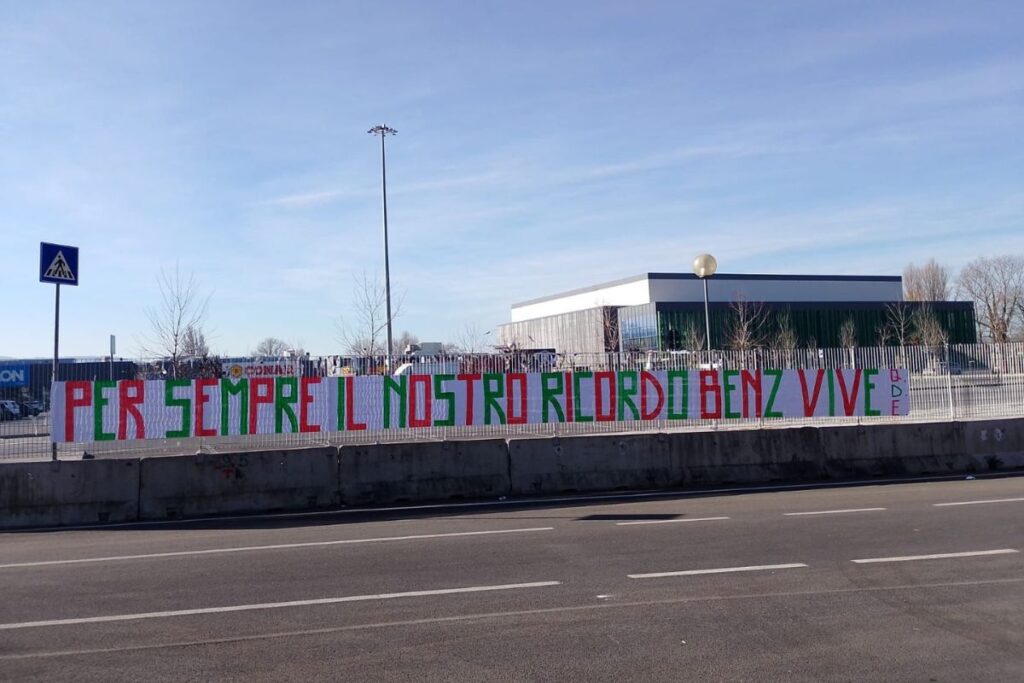 PER SEMPRE IL NOSTRO RICORDO BENZ VIVE
B.D.E
CONAD